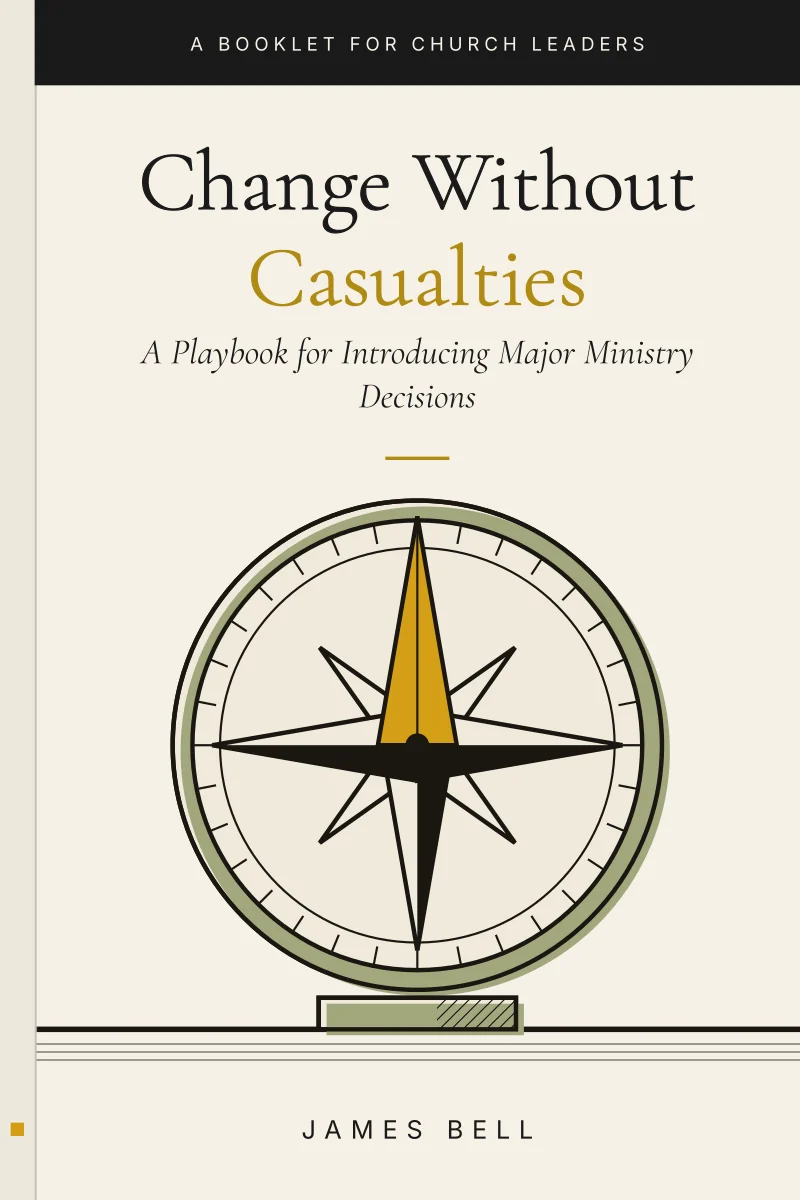 A BOOKLET FOR CHURCH LEADERS
Change Without
Casualties
A Playbook for Introducing Major Ministry
Decisions
JAMES BELL